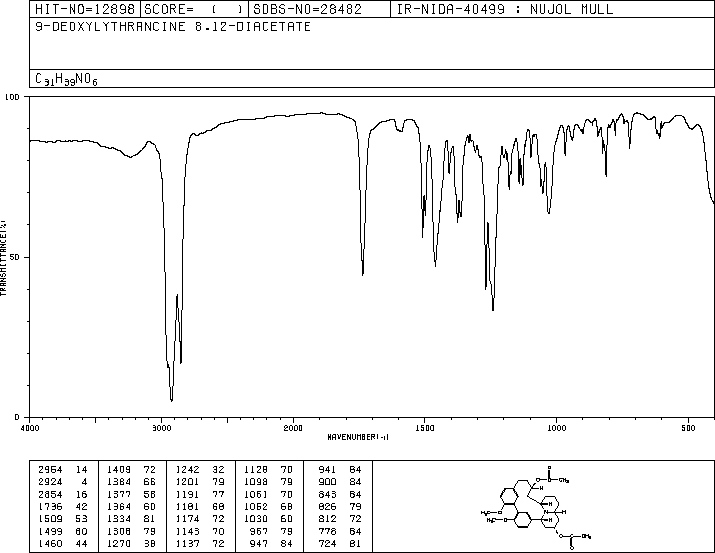 HIT-NO=12898 SCORE= ( ) SDBS-NO=28482 IR-NIDA-40499 : NUJOL MULL
9-DEOXYLYTHRANCINE 8,12-DIACETATE
C31H39NO6
100
50
0
TRANSMITTANCE(%)
4000 3000 2000 1500 1000 500
WAVENUMBER(-1)
2964 14 1409 72 1242 32 1128 70 941 84
2924 4 1384 66 1201 79 1098 79 900 84
2854 16 1377 58 1191 77 1061 70 843 84
1736 42 1364 60 1181 68 1052 68 826 79
1509 53 1334 81 1174 72 1030 60 812 72
1499 60 1308 79 1145 70 967 79 778 84
1460 44 1270 38 1137 72 947 84 724 81